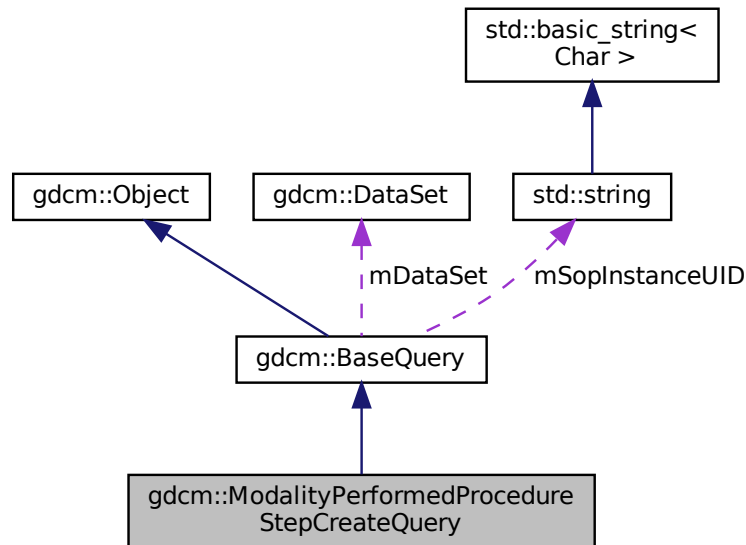 std::basic_string<
Char >
gdcm::Object
gdcm::DataSet
std::string
mDataSet
mSopInstanceUID
gdcm::BaseQuery
gdcm::ModalityPerformedProcedure
StepCreateQuery